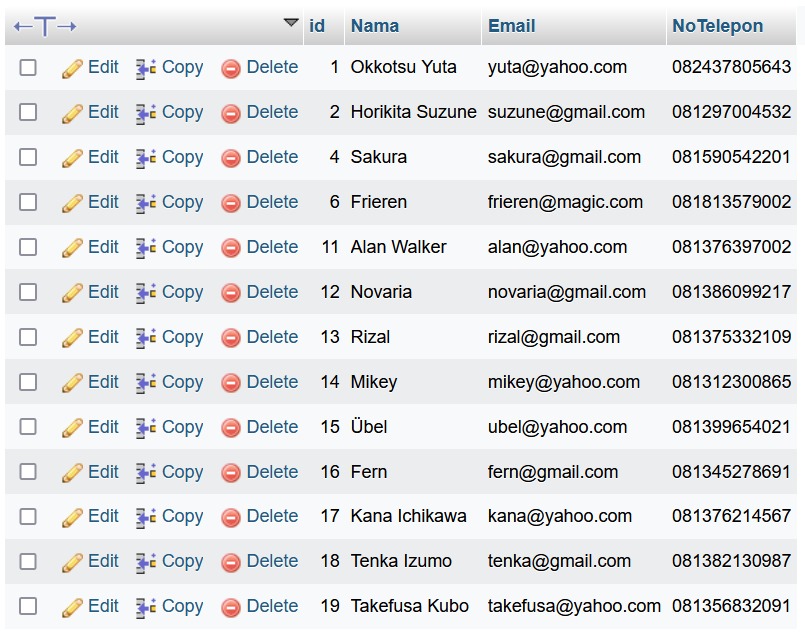 ←T→ id Nama Email NoTelepon
Edit Copy Delete 1 Okkotsu Yuta yuta@yahoo.com 082437805643
Edit Copy Delete 2 Horikita Suzune suzune@gmail.com 081297004532
Edit Copy Delete 4 Sakura sakura@gmail.com 081590542201
Edit Copy Delete 6 Frieren frieren@magic.com 081813579002
Edit Copy Delete 11 Alan Walker alan@yahoo.com 081376397002
Edit Copy Delete 12 Novaria novaria@gmail.com 081386099217
Edit Copy Delete 13 Rizal rizal@gmail.com 081375332109
Edit Copy Delete 14 Mikey mikey@yahoo.com 081312300865
Edit Copy Delete 15 Übel ubel@yahoo.com 081399654021
Edit Copy Delete 16 Fern fern@gmail.com 081345278691
Edit Copy Delete 17 Kana Ichikawa kana@yahoo.com 081376214567
Edit Copy Delete 18 Tenka Izumo tenka@gmail.com 081382130987
Edit Copy Delete 19 Takefusa Kubo takefusa@yahoo.com 081356832091